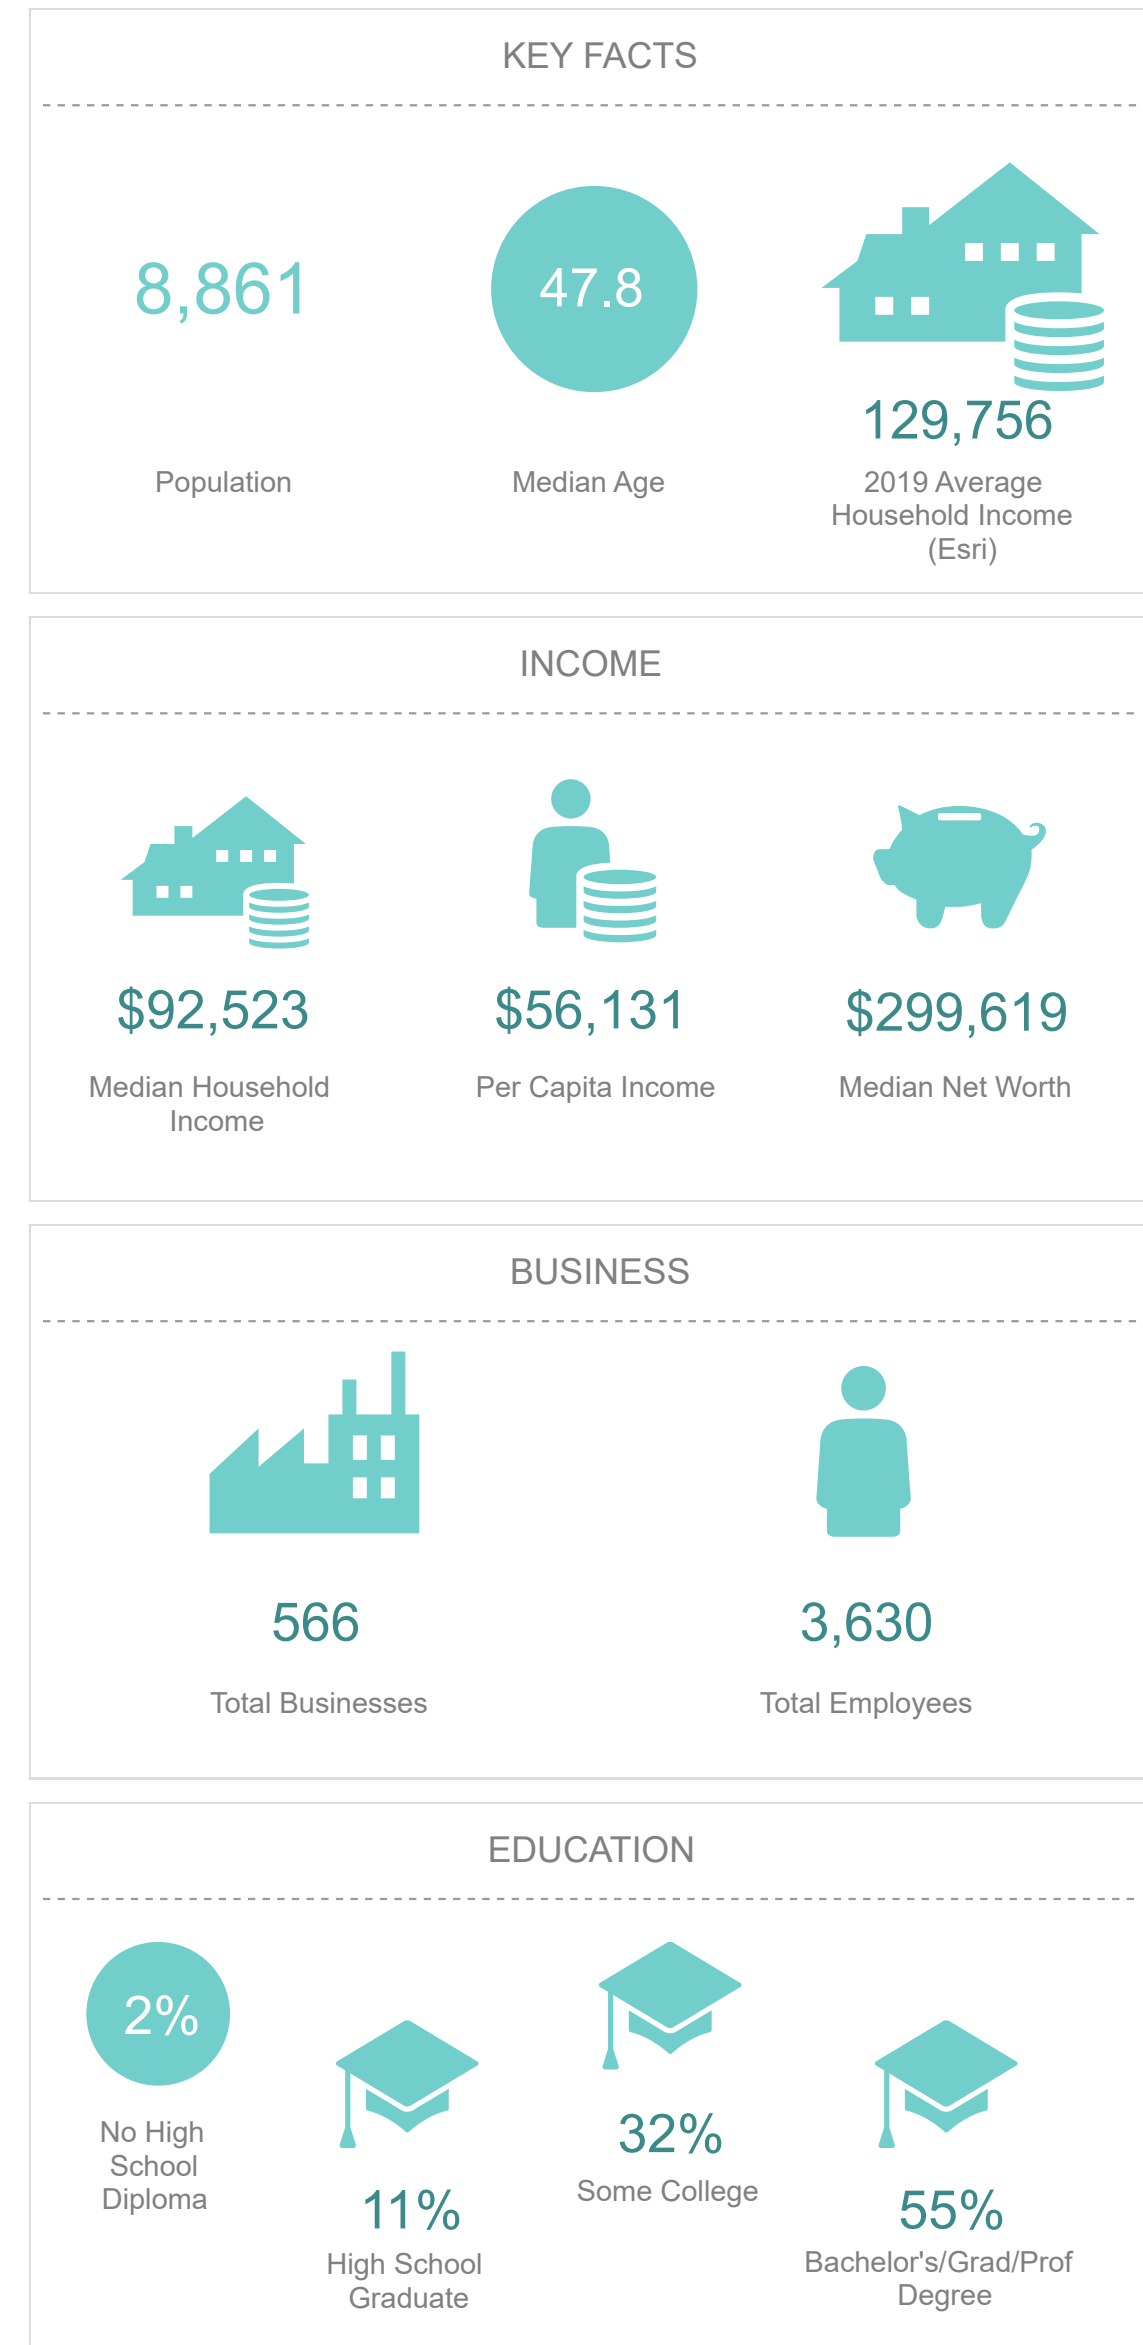 KEY FACTS
8,861
47.8
129,756
Population
Median Age
2019 Average
Household Income
(Esri)
INCOME
$92,523
$56,131
$299,619
Median Household
Income
Per Capita Income
Median Net Worth
BUSINESS
566
3,630
Total Businesses
Total Employees
EDUCATION
2%
No High
School
Diploma
11%
High School
Graduate
32%
Some College
55%
Bachelor's/Grad/Prof
Degree